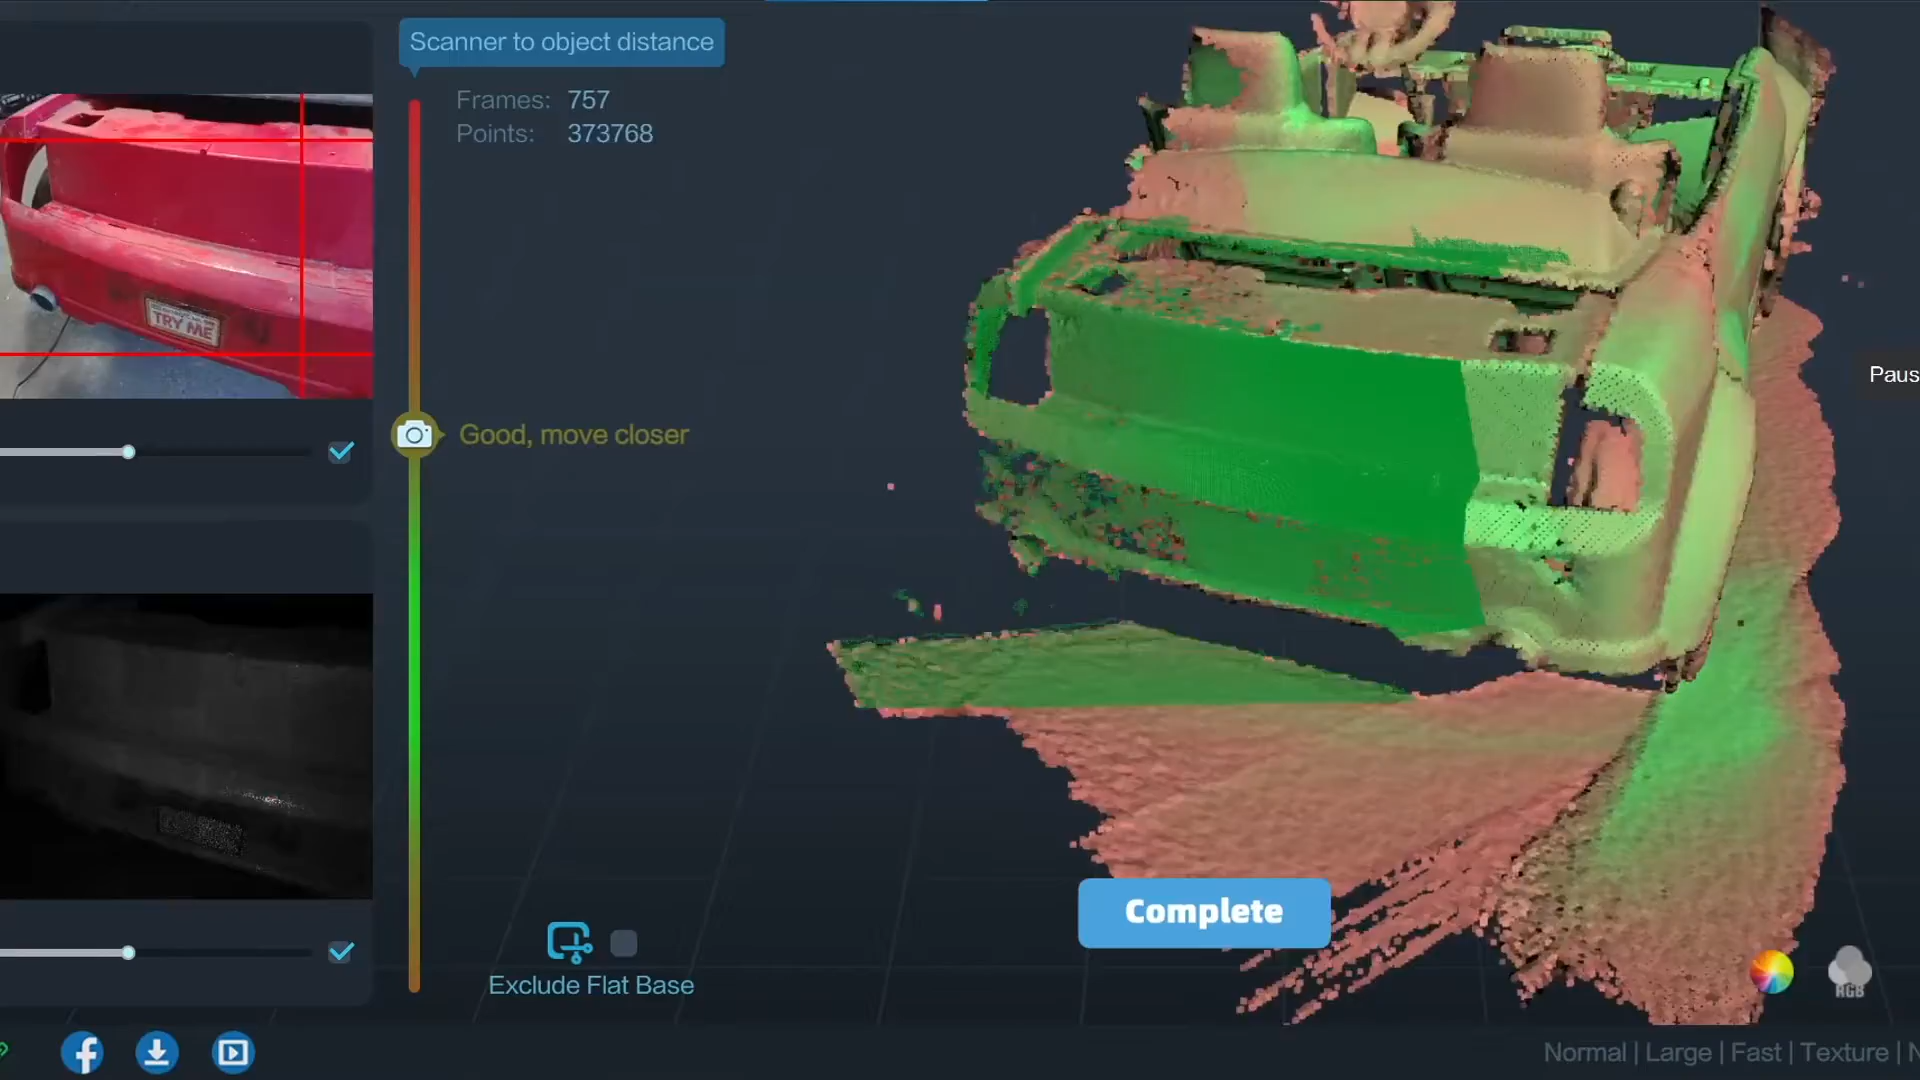 Scanner to object distance
Frames: 757
Points: 373768
TRY ME
Paus
Good, move closer
Complete
Exclude Flat Base
RGB
Normal | Large | Fast | Texture | N